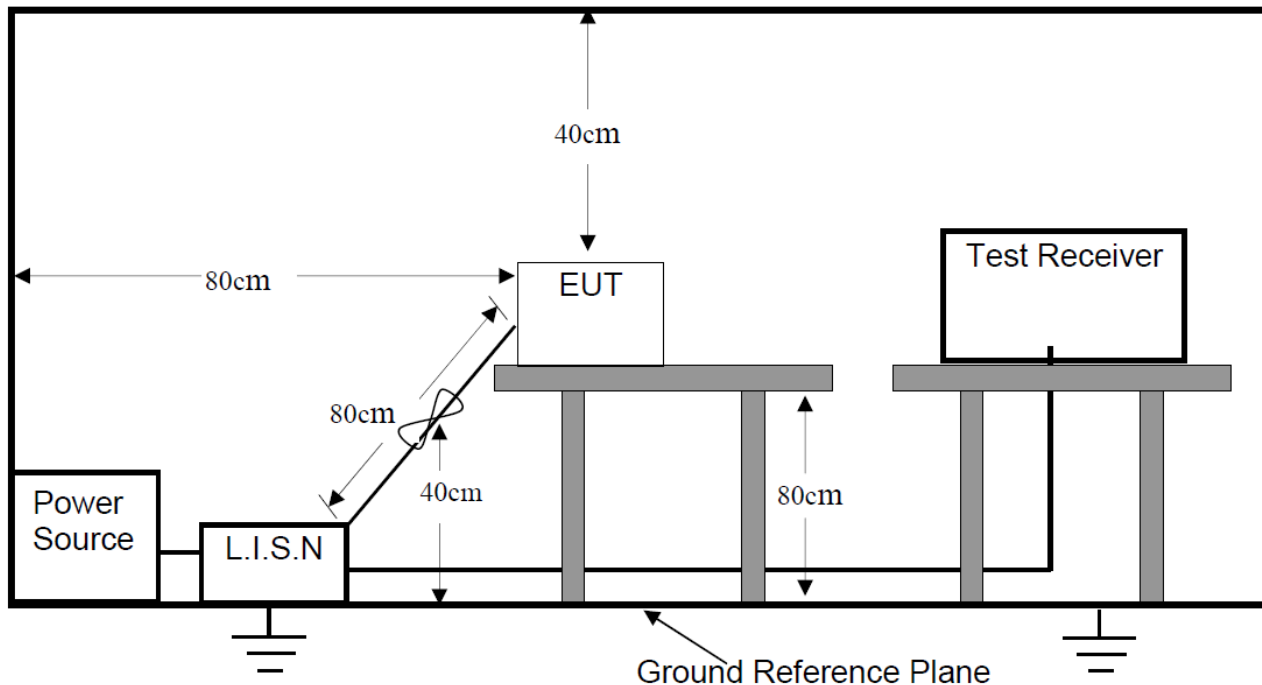 40cm
80cm
EUT
Test Receiver
80cm
40cm
80cm
Power
Source
L.I.S.N
Ground Reference Plane